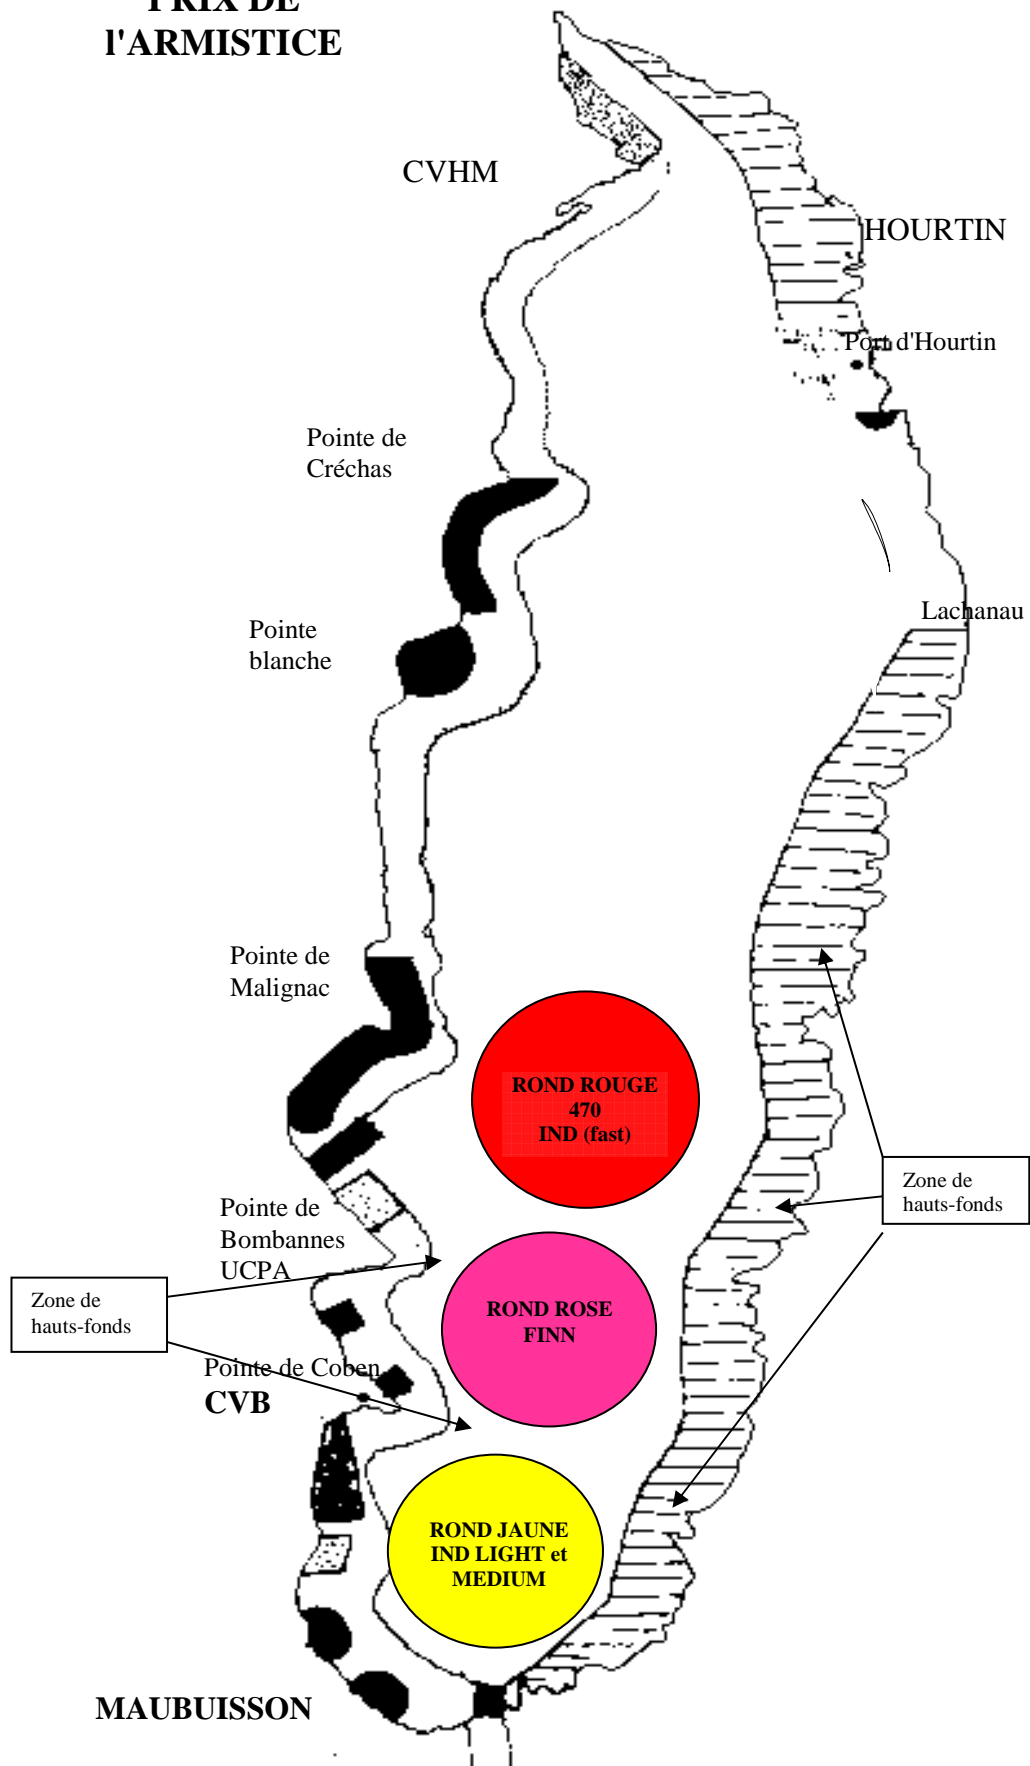 PRIX DE
l'ARMISTICE
CVHM
HOURTIN
Port d'Hourtin
Pointe de
Créchas
Lachanau
Pointe
blanche
Pointe de
Malignac
ROND ROUGE
470
IND (fast)
Zone de
hauts-fonds
Pointe de
Bombannes
UCPA
Zone de
hauts-fonds
ROND ROSE
FINN
Pointe de Coben
CVB
ROND JAUNE
IND LIGHT et
MEDIUM
MAUBUISSON